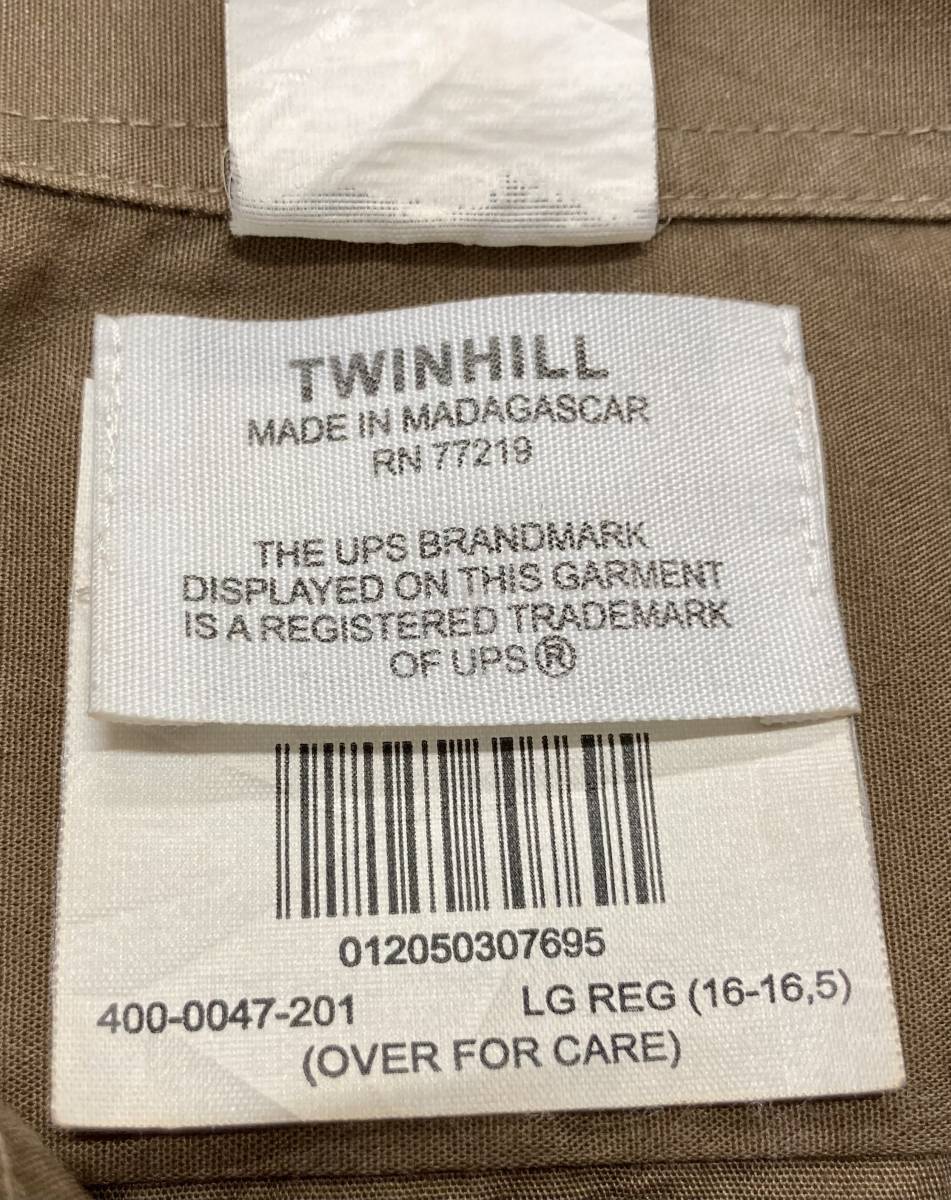 TWINHILL
MADE IN MADAGASCAR
RN 77219
THE UPS BRANDMARK
DISPLAYED ON THIS GARMENT
IS A REGISTERED TRADEMARK
OF UPS®
012050307695
400-0047-201 LG REG (16-16,5)
(OVER FOR CARE)